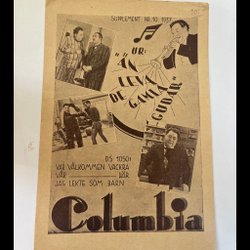 SUPPLEMENT NR 10 1937
UR:
"ÄN
LEVA
DE GAMLA
GUDAR"
DS 1050
VAR VÄLKOMMEN VACKRA
VÅR
JAG LEKTE SOM BARN
Columbia